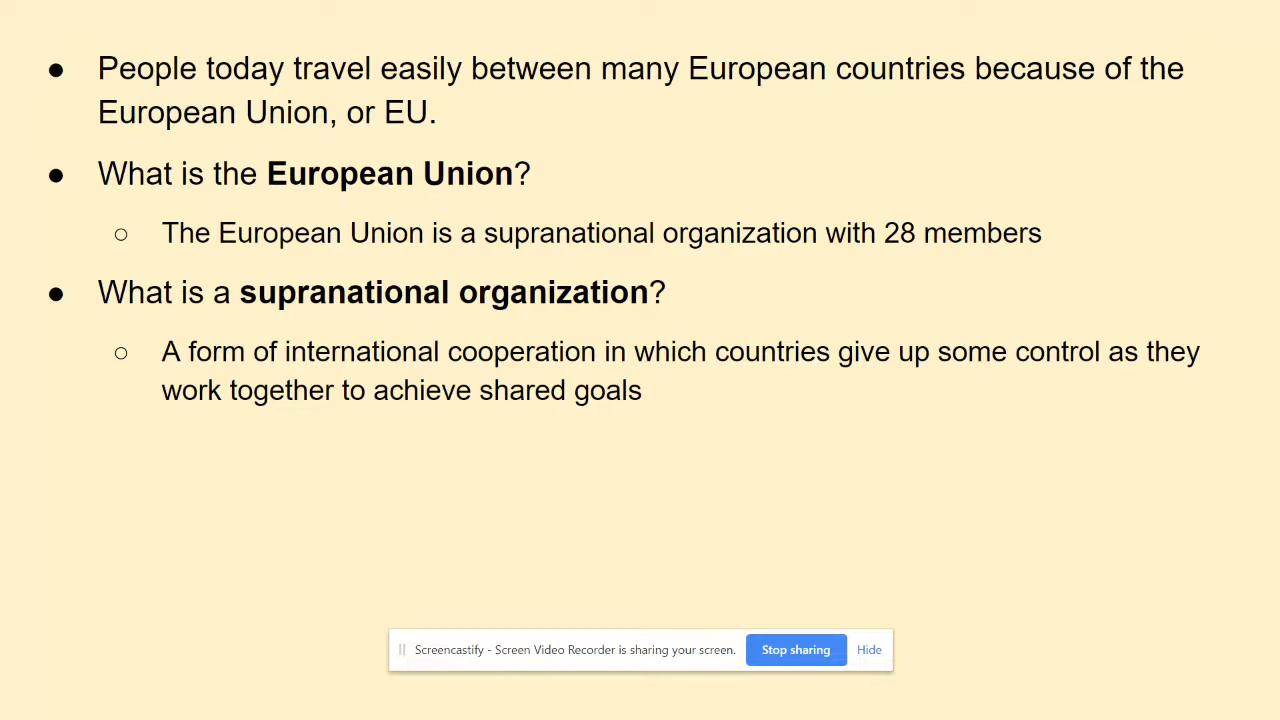 ● People today travel easily between many European countries because of the
European Union, or EU.
● What is the European Union?
○ The European Union is a supranational organization with 28 members
● What is a supranational organization?
○ A form of international cooperation in which countries give up some control as they
work together to achieve shared goals
Screencastify - Screen Video Recorder is sharing your screen. Stop sharing Hide